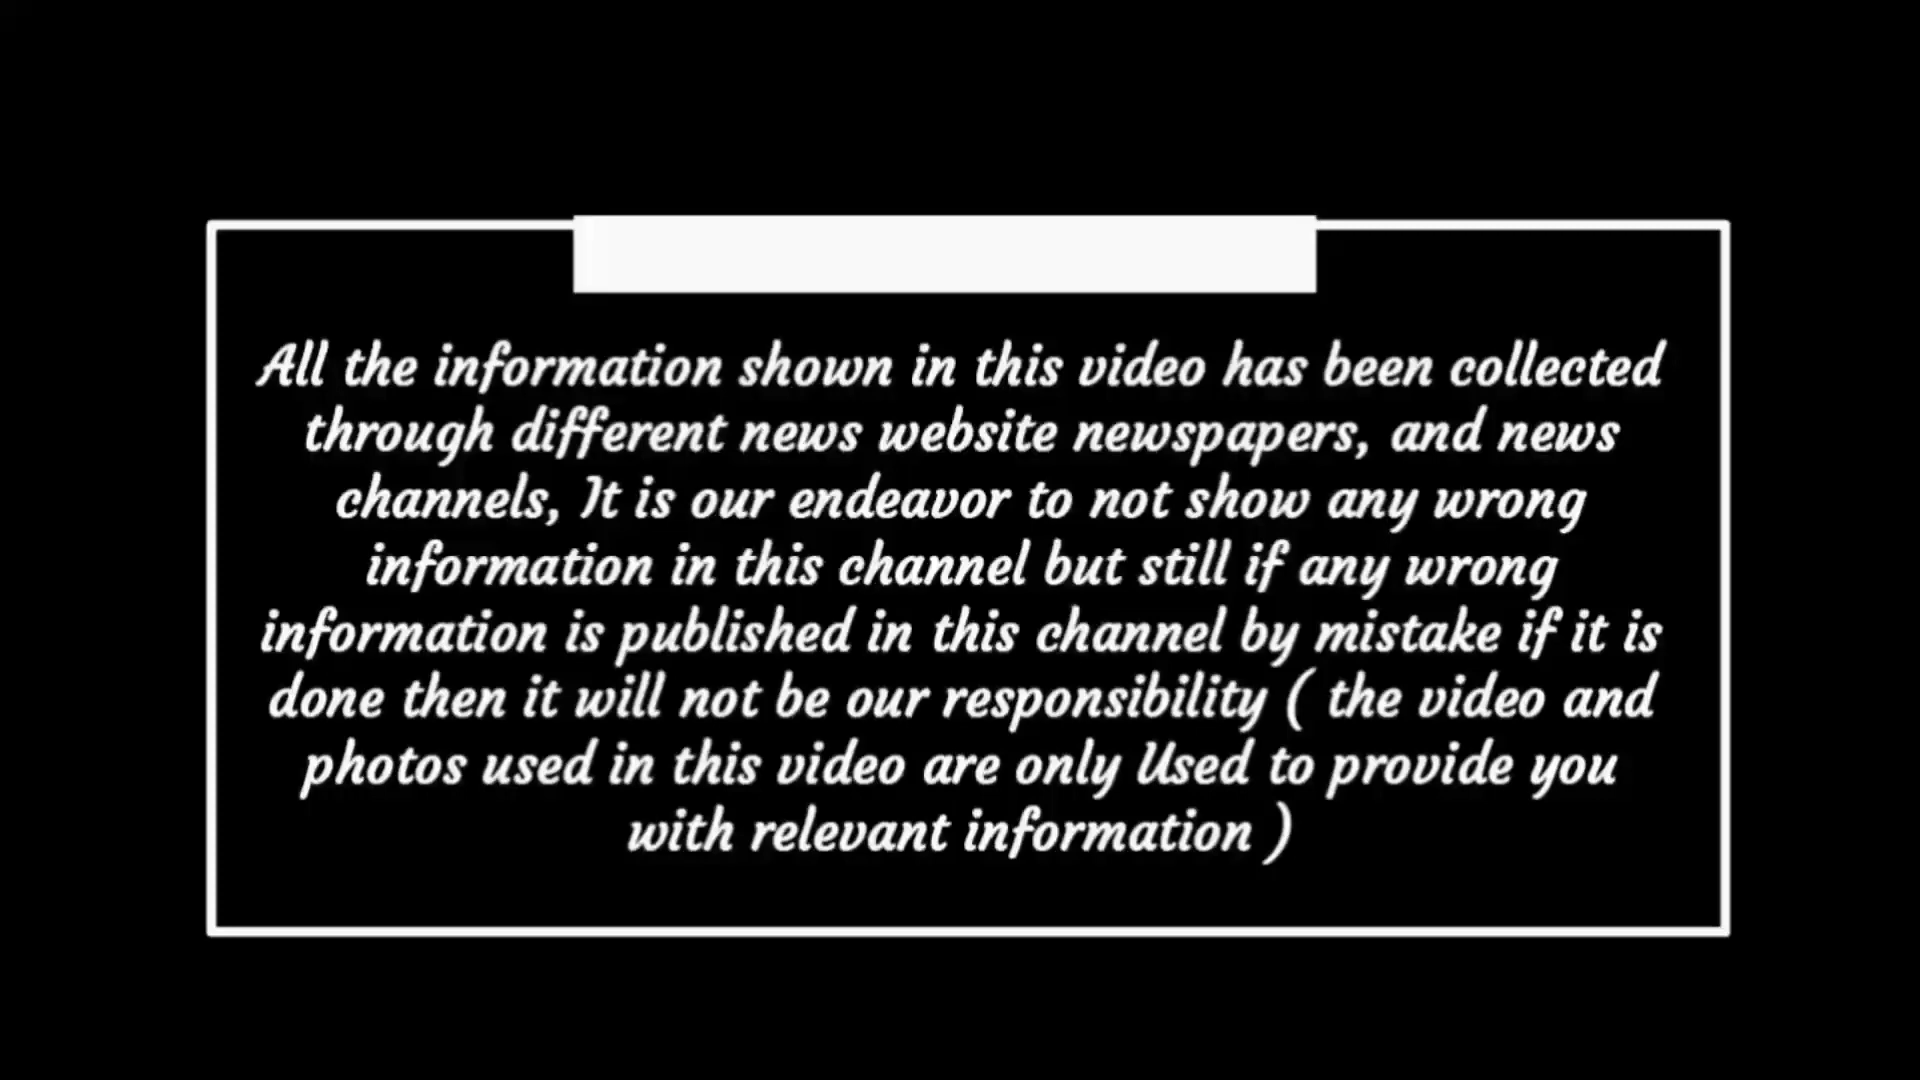 All the information shown in this video has been collected
through different news website newspapers, and news
channels, It is our endeavor to not show any wrong
information in this channel but still if any wrong
information is published in this channel by mistake if it is
done then it will not be our responsibility ( the video and
photos used in this video are only Used to provide you
with relevant information )